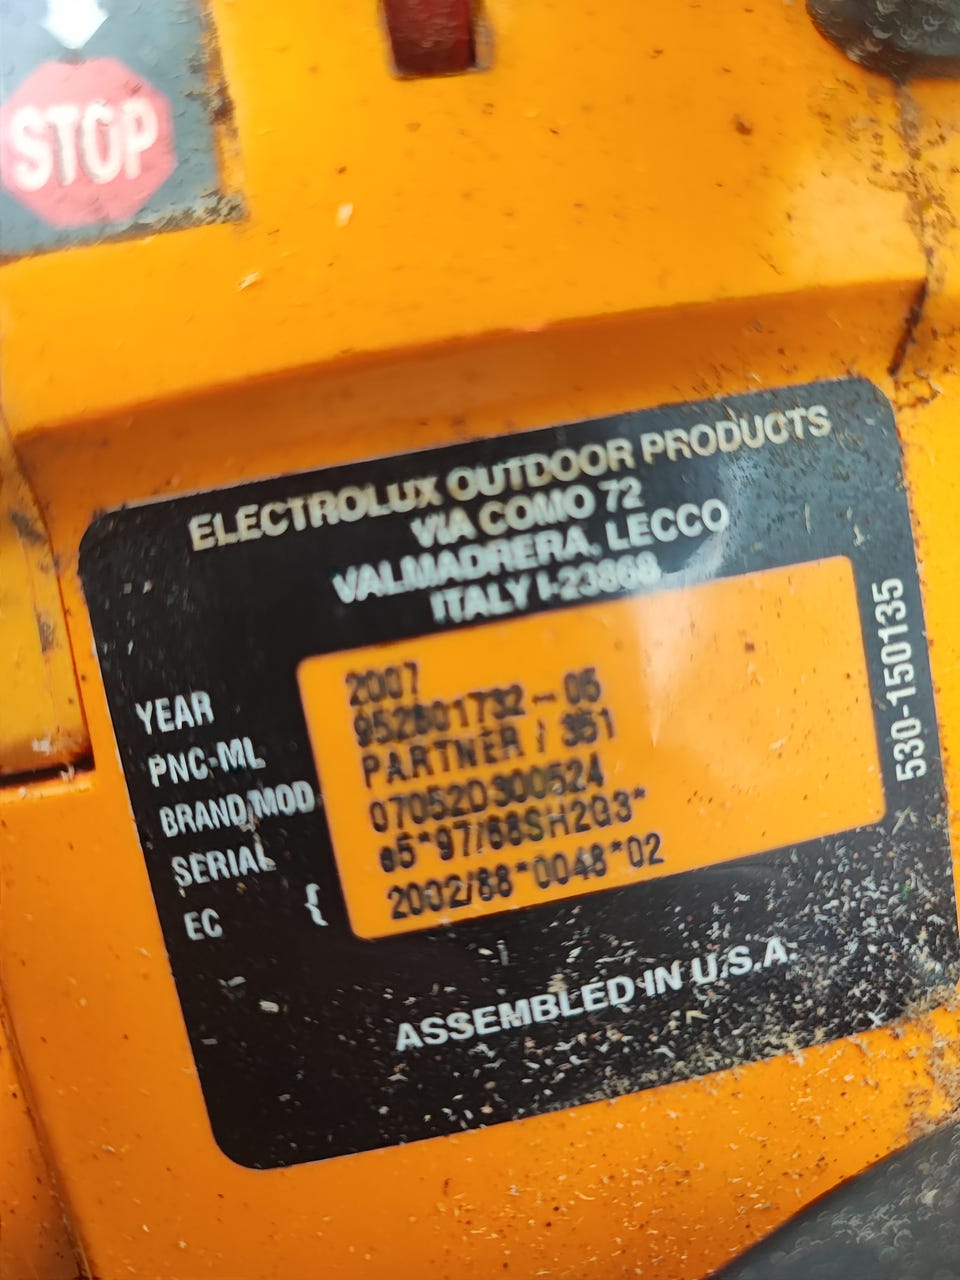 STOP
ELECTROLUX OUTDOOR PRODUCTS
VIA COMO 72
VALMADRERA, LECCO
ITALY I-23868
YEAR 2007
PNC-ML 952801732-05
BRAND/MOD PARTNER / 351
SERIAL 07052D300524
EC { e5*97/68SH2G3*
2002/88*0048*02
ASSEMBLED IN U.S.A.
530-150135